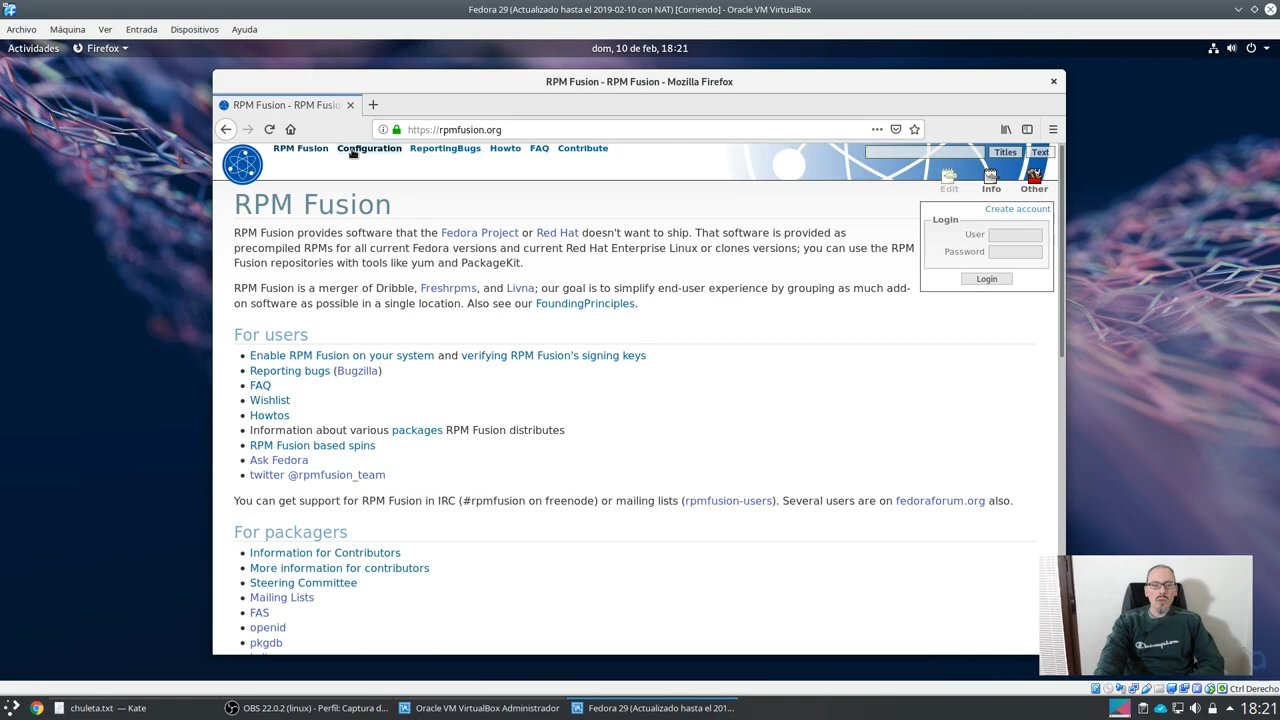 Fedora 29 (Actualizado hasta el 2019-02-10 con NAT) [Corriendo] - Oracle VM VirtualBox
Archivo Máquina Ver Entrada Dispositivos Ayuda
Actividades Firefox dom, 10 de feb, 18:21
RPM Fusion - RPM Fusion - Mozilla Firefox
RPM Fusion - RPM Fusio
https://rpmfusion.org
RPM Fusion Configuration ReportingBugs Howto FAQ Contribute Titles Text
Edit Info Other
RPM Fusion
Create account
Login
User
Password
Login
RPM Fusion provides software that the Fedora Project or Red Hat doesn't want to ship. That software is provided as
precompiled RPMs for all current Fedora versions and current Red Hat Enterprise Linux or clones versions; you can use the RPM
Fusion repositories with tools like yum and PackageKit.
RPM Fusion is a merger of Dribble, Freshrpms, and Livna; our goal is to simplify end-user experience by grouping as much add-
on software as possible in a single location. Also see our FoundingPrinciples.
For users
Enable RPM Fusion on your system and verifying RPM Fusion's signing keys
Reporting bugs (Bugzilla)
FAQ
Wishlist
Howtos
Information about various packages RPM Fusion distributes
RPM Fusion based spins
Ask Fedora
twitter @rpmfusion_team
You can get support for RPM Fusion in IRC (#rpmfusion on freenode) or mailing lists (rpmfusion-users). Several users are on fedoraforum.org also.
For packagers
Information for Contributors
More information for contributors
Steering Committee
Mailing Lists
FAS
openid
pkgdb
Champion
Ctrl Derecho
chuleta.txt — Kate OBS 22.0.2 (linux) - Perfil: Captura d... Oracle VM VirtualBox Administrador Fedora 29 (Actualizado hasta el 201... 18:21